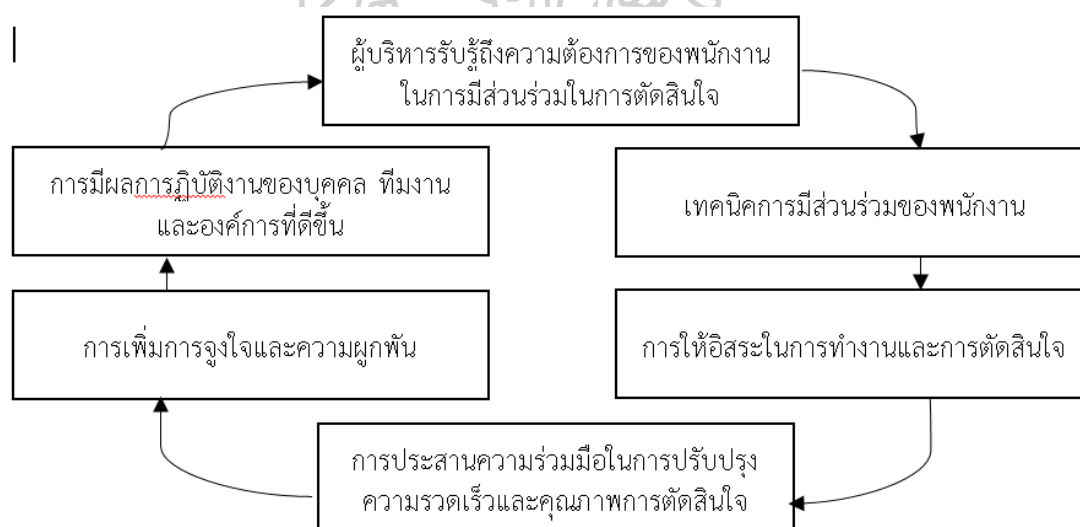 ผู้บริหารรับรู้ถึงความต้องการของพนักงาน
ในการมีส่วนร่วมในการตัดสินใจ
เทคนิคการมีส่วนร่วมของพนักงาน
การให้อิสระในการทำงานและการตัดสินใจ
การประสานความร่วมมือในการปรับปรุง
ความรวดเร็วและคุณภาพการตัดสินใจ
การเพิ่มการจูงใจและความผูกพัน
การมีผลการฏิบัติงานของบุคคล ทีมงาน
และองค์การที่ดีขึ้น